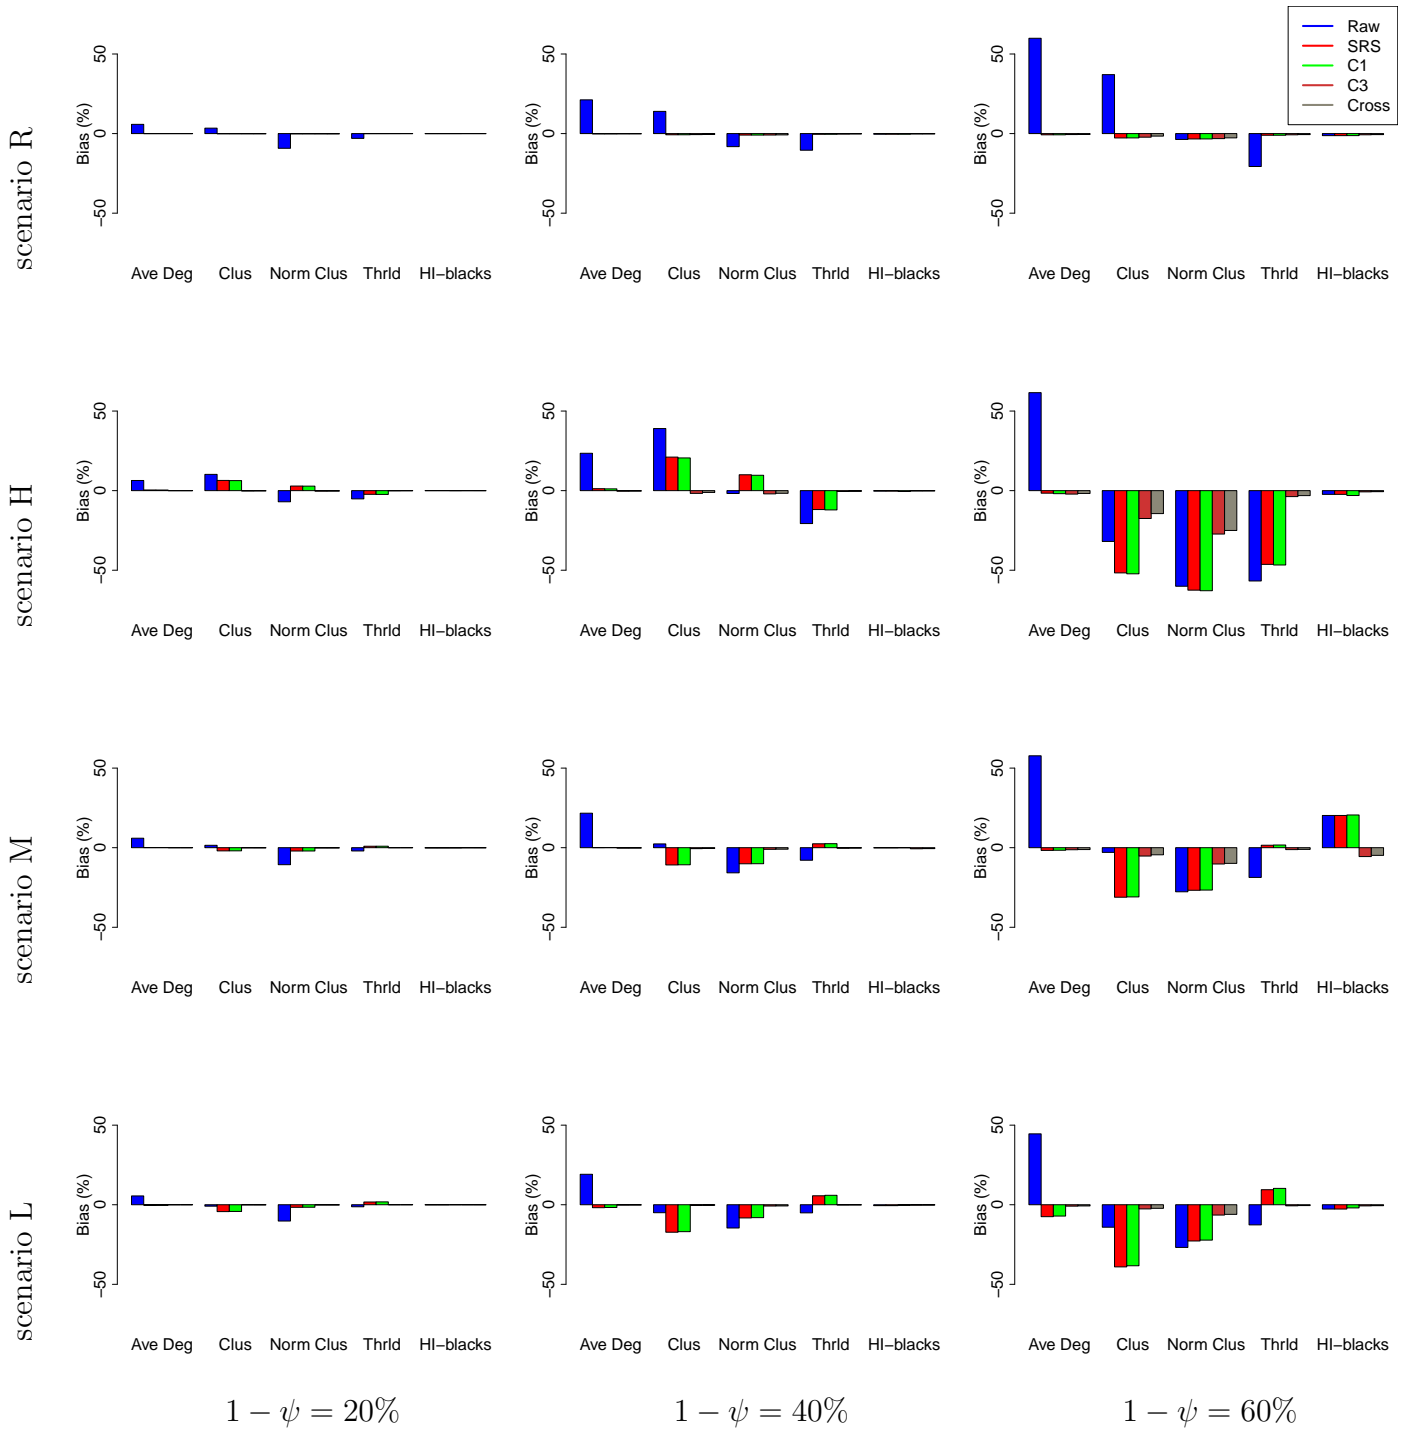 Raw
SRS
C1
C3
Cross
scenario R
Bias (%)
50
0
−50
Ave Deg Clus Norm Clus Thrld HI−blacks
Bias (%)
50
0
−50
Ave Deg Clus Norm Clus Thrld HI−blacks
Bias (%)
50
0
−50
Ave Deg Clus Norm Clus Thrld HI−blacks
scenario H
Bias (%)
50
0
−50
Ave Deg Clus Norm Clus Thrld HI−blacks
Bias (%)
50
0
−50
Ave Deg Clus Norm Clus Thrld HI−blacks
Bias (%)
50
0
−50
Ave Deg Clus Norm Clus Thrld HI−blacks
scenario M
Bias (%)
50
0
−50
Ave Deg Clus Norm Clus Thrld HI−blacks
Bias (%)
50
0
−50
Ave Deg Clus Norm Clus Thrld HI−blacks
Bias (%)
50
0
−50
Ave Deg Clus Norm Clus Thrld HI−blacks
scenario L
Bias (%)
50
0
−50
Ave Deg Clus Norm Clus Thrld HI−blacks
Bias (%)
50
0
−50
Ave Deg Clus Norm Clus Thrld HI−blacks
Bias (%)
50
0
−50
Ave Deg Clus Norm Clus Thrld HI−blacks
1 − ψ = 20%
1 − ψ = 40%
1 − ψ = 60%